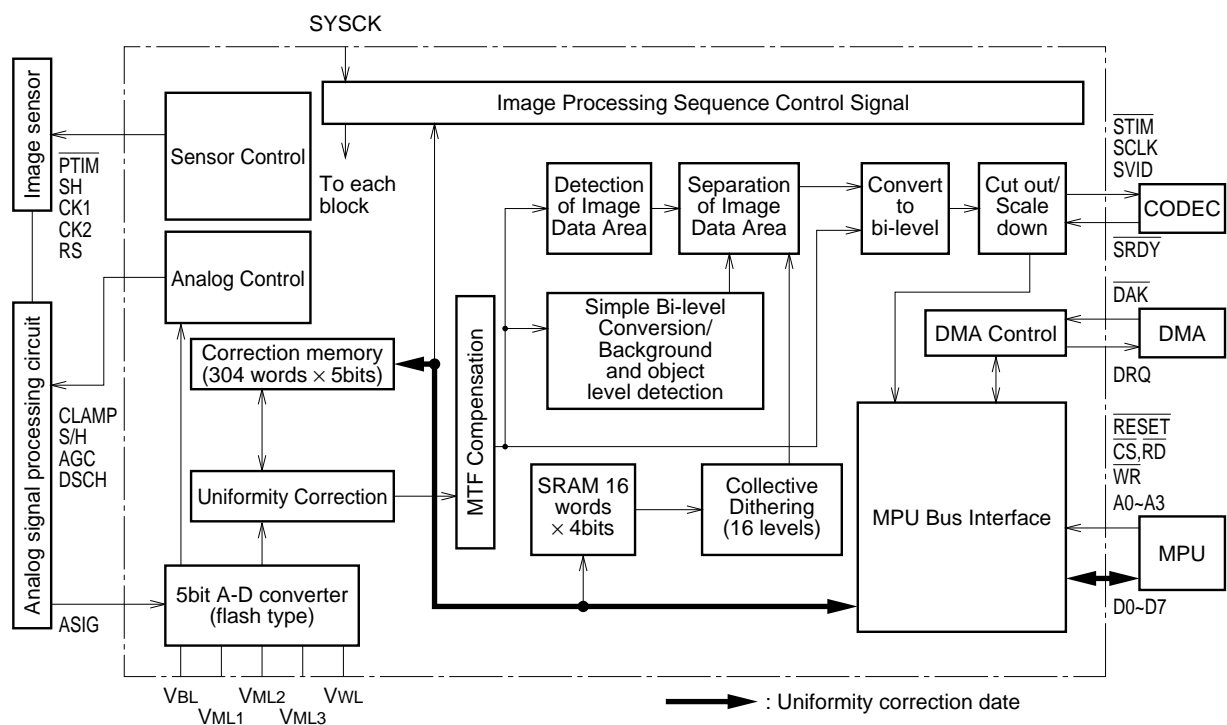 SYSCK
Image Processing Sequence Control Signal
Image sensor
PTIM
SH
CK1
CK2
RS
Sensor Control
To each
block
Detection
of Image
Data Area
Separation
of Image
Data Area
Convert
to
bi-level
Cut out/
Scale
down
STIM
SCLK
SVID
CODEC
SRDY
Analog Control
Analog signal processing circuit
CLAMP
S/H
AGC
DSCH
ASIG
Correction memory
(304 words × 5bits)
Uniformity Correction
5bit A-D converter
(flash type)
MTF Compensation
Simple Bi-level
Conversion/
Background
and object
level detection
SRAM 16
words
× 4bits
Collective
Dithering
(16 levels)
DMA Control
DAK
DMA
DRQ
MPU Bus Interface
RESET
CS,RD
WR
A0~A3
MPU
D0~D7
VBL
VML1
VML2
VML3
VWL
: Uniformity correction date